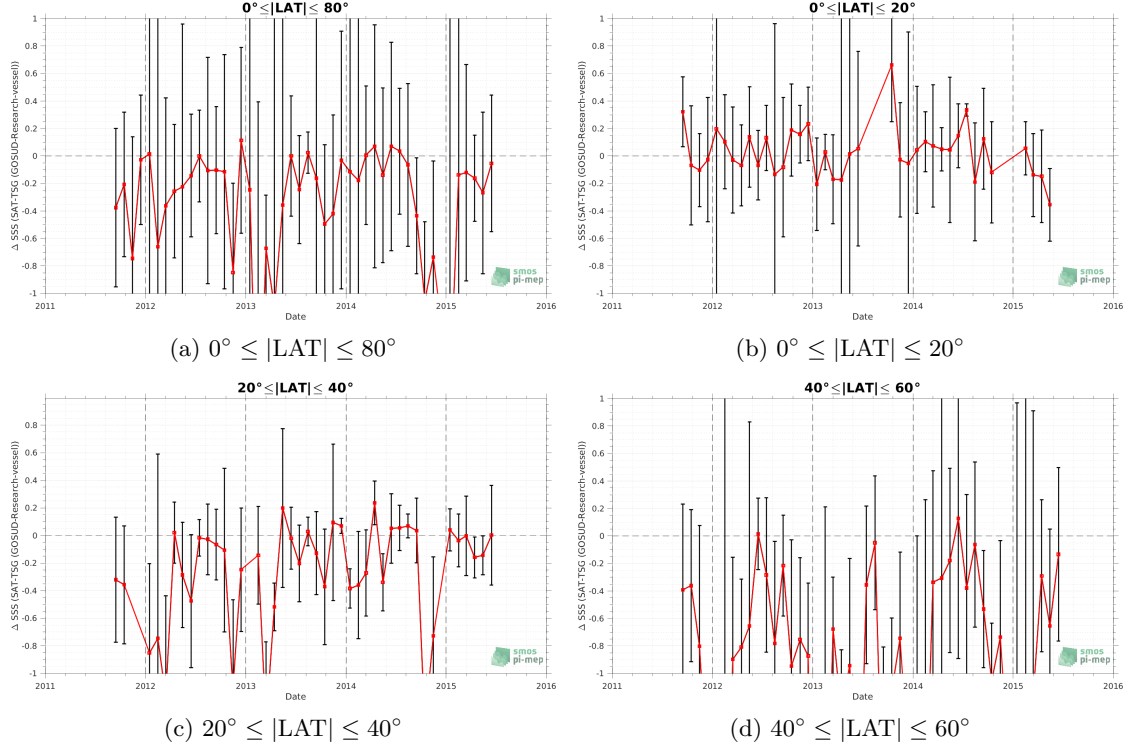 0°≤|LAT|≤ 80°
Δ SSS (SAT-TSG (GOSUD-Research-vessel))
1
0.8
0.6
0.4
0.2
0
-0.2
-0.4
-0.6
-0.8
-1
2011 2012 2013 2014 2015 2016
Date
smos
pi-mep
(a) 0° ≤ |LAT| ≤ 80°
0°≤|LAT|≤ 20°
Δ SSS (SAT-TSG (GOSUD-Research-vessel))
1
0.8
0.6
0.4
0.2
0
-0.2
-0.4
-0.6
-0.8
-1
2011 2012 2013 2014 2015 2016
Date
smos
pi-mep
(b) 0° ≤ |LAT| ≤ 20°
20°≤|LAT|≤ 40°
Δ SSS (SAT-TSG (GOSUD-Research-vessel))
0.8
0.6
0.4
0.2
0
-0.2
-0.4
-0.6
-0.8
-1
2011 2012 2013 2014 2015 2016
Date
smos
pi-mep
(c) 20° ≤ |LAT| ≤ 40°
40°≤|LAT|≤ 60°
Δ SSS (SAT-TSG (GOSUD-Research-vessel))
1
0.8
0.6
0.4
0.2
0
-0.2
-0.4
-0.6
-0.8
-1
2011 2012 2013 2014 2015 2016
Date
smos
pi-mep
(d) 40° ≤ |LAT| ≤ 60°